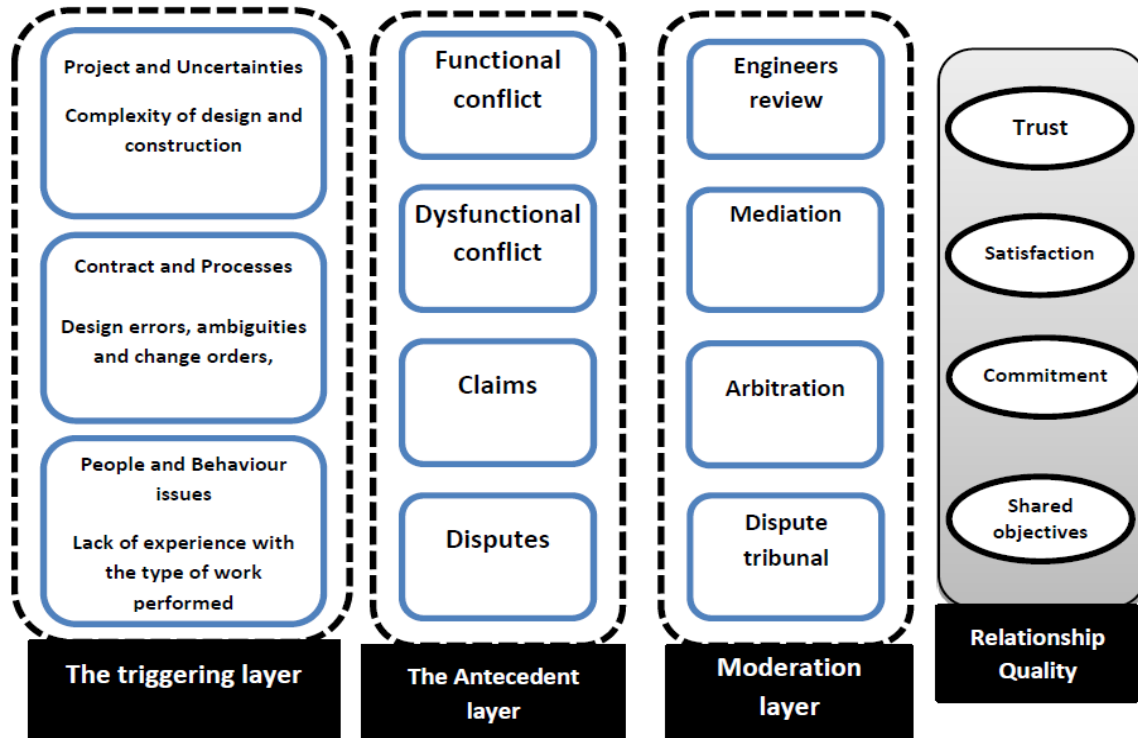 Project and Uncertainties
Complexity of design and
construction
Contract and Processes
Design errors, ambiguities
and change orders,
People and Behaviour
issues
Lack of experience with
the type of work
performed
The triggering layer
Functional
conflict
Dysfunctional
conflict
Claims
Disputes
The Antecedent
layer
Engineers
review
Mediation
Arbitration
Dispute
tribunal
Moderation
layer
Trust
Satisfaction
Commitment
Shared
objectives
Relationship
Quality